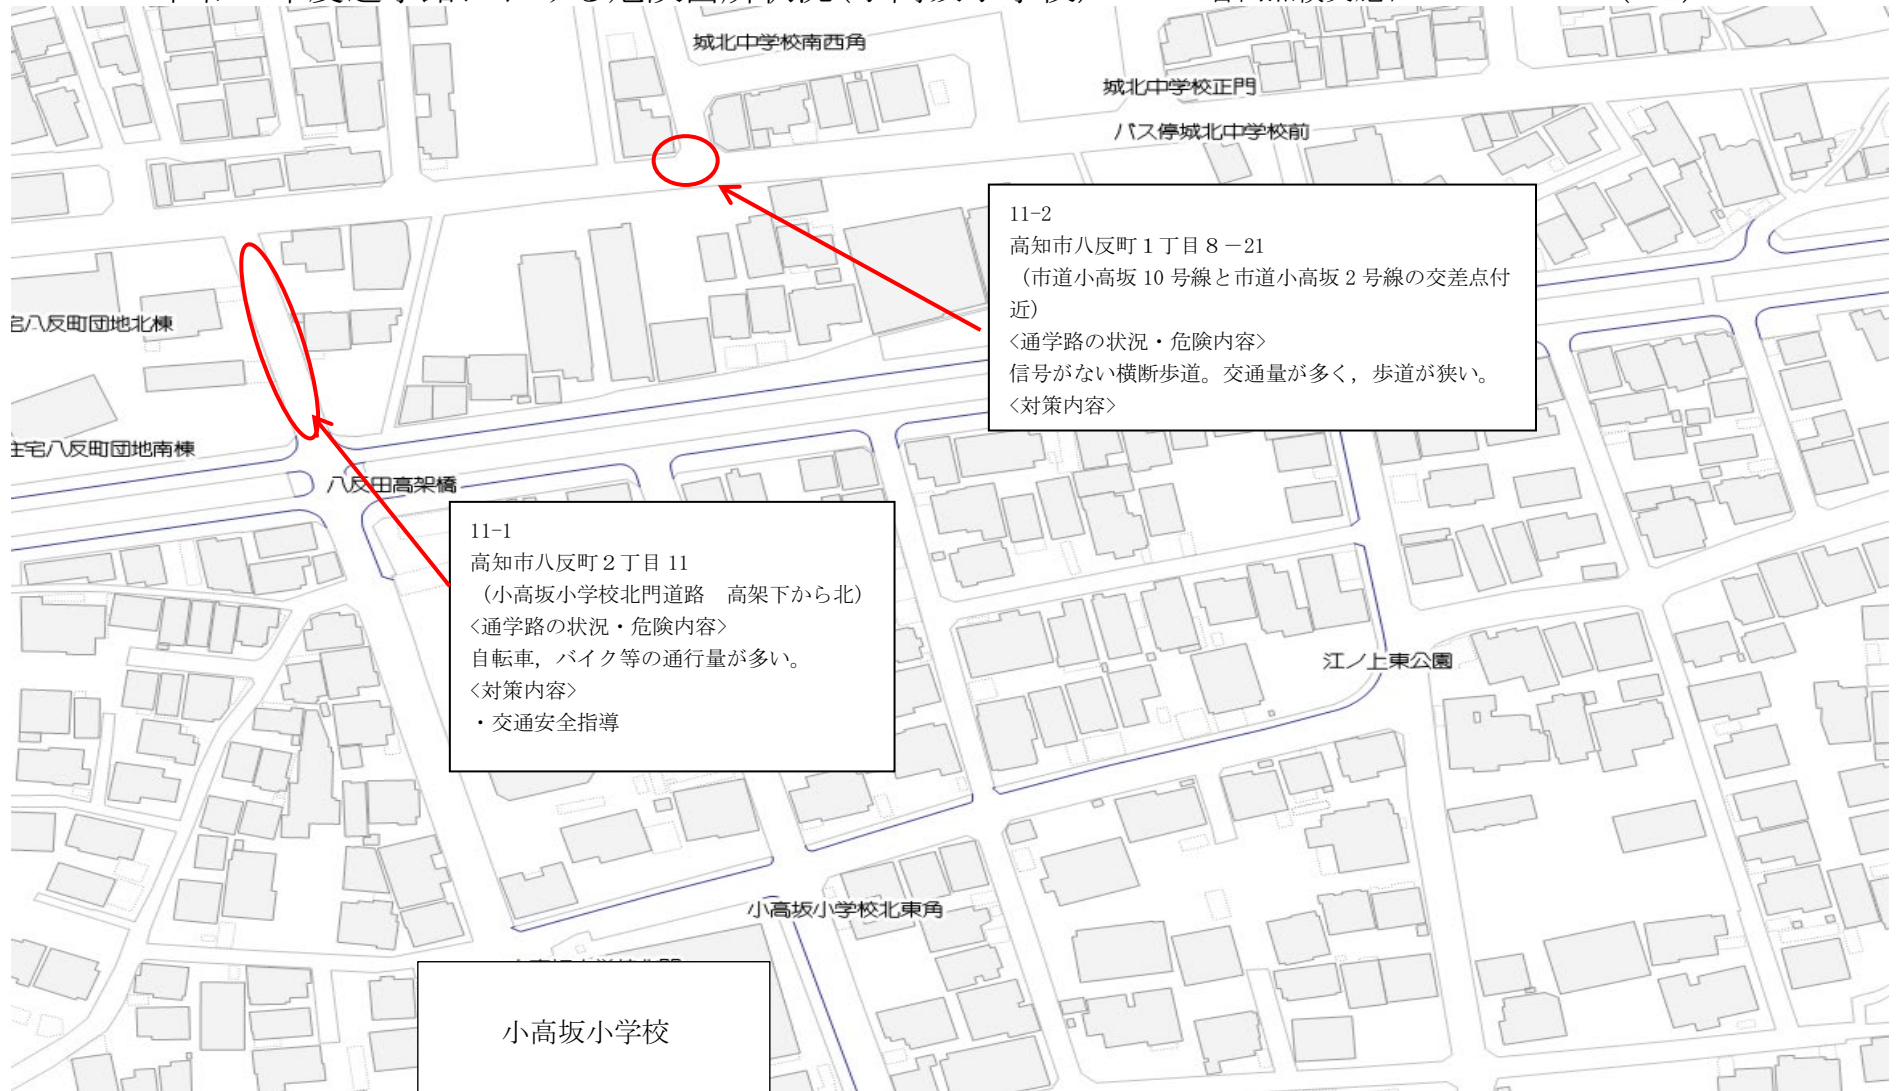 城北中学校南西角
城北中学校正門
バス停城北中学校前
11-2
高知市八反町1丁目8-21
(市道小高坂10号線と市道小高坂2号線の交差点付
近)
<通学路の状況・危険内容>
信号がない横断歩道。交通量が多く,歩道が狭い。
<対策内容>
宅八反町団地北棟
住宅八反町団地南棟
八反田高架橋
11-1
高知市八反町2丁目11
(小高坂小学校北門道路 高架下から北)
<通学路の状況・危険内容>
自転車,バイク等の通行量が多い。
<対策内容>
・交通安全指導
江ノ上東公園
小高坂小学校北東角
小高坂小学校